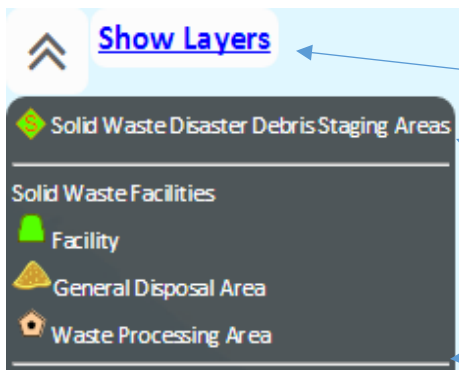 Show Layers
S Solid Waste Disaster Debris Staging Areas
Solid Waste Facilities
Facility
General Disposal Area
Waste Processing Area